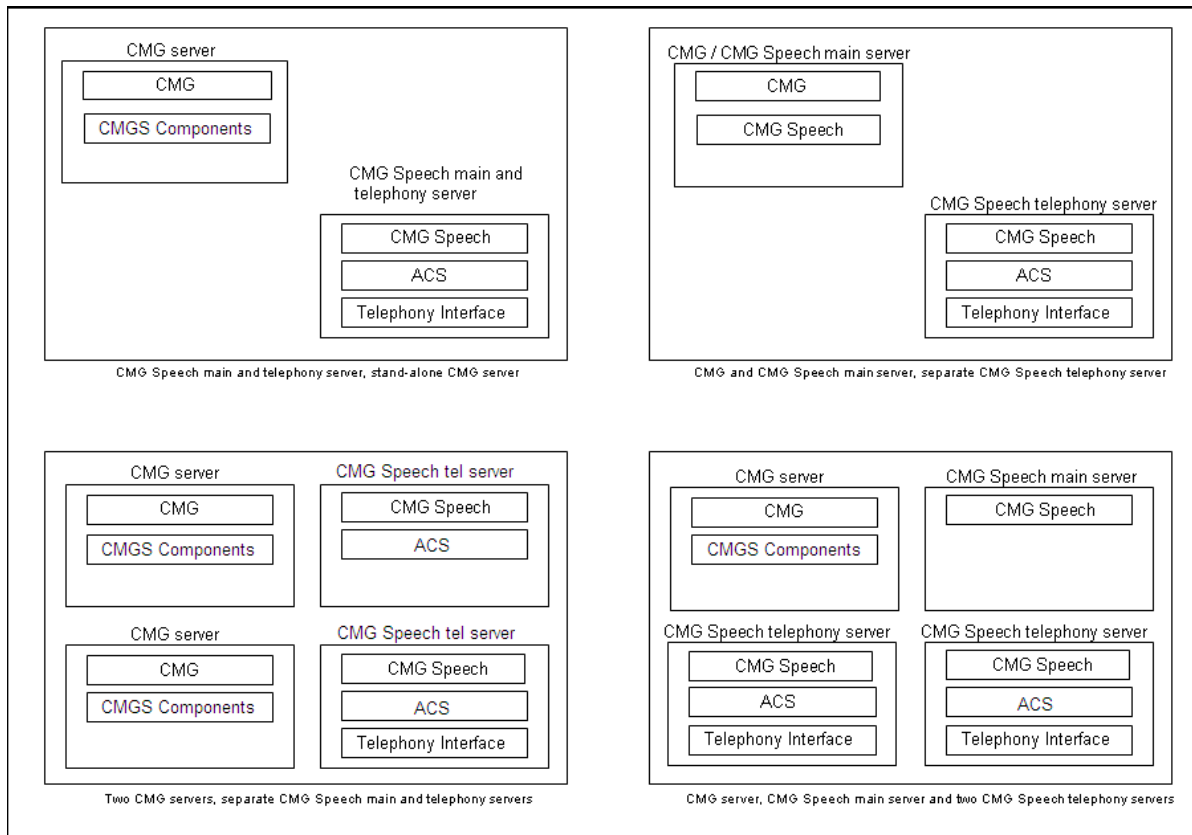 CMG server
CMG
CMGS Components
CMG Speech main and
telephony server
CMG Speech
ACS
Telephony Interface
CMG Speech main and telephony server, stand-alone CMG server
CMG / CMG Speech main server
CMG
CMG Speech
CMG Speech telephony server
CMG Speech
ACS
Telephony Interface
CMG and CMG Speech main server, separate CMG Speech telephony server
CMG server
CMG
CMGS Components
CMG Speech tel server
CMG Speech
ACS
CMG server
CMG
CMGS Components
CMG Speech tel server
CMG Speech
ACS
Telephony Interface
Two CMG servers, separate CMG Speech main and telephony servers
CMG server
CMG
CMGS Components
CMG Speech main server
CMG Speech
CMG Speech telephony server
CMG Speech
ACS
Telephony Interface
CMG Speech telephony server
CMG Speech
ACS
Telephony Interface
CMG server, CMG Speech main server and two CMG Speech telephony servers